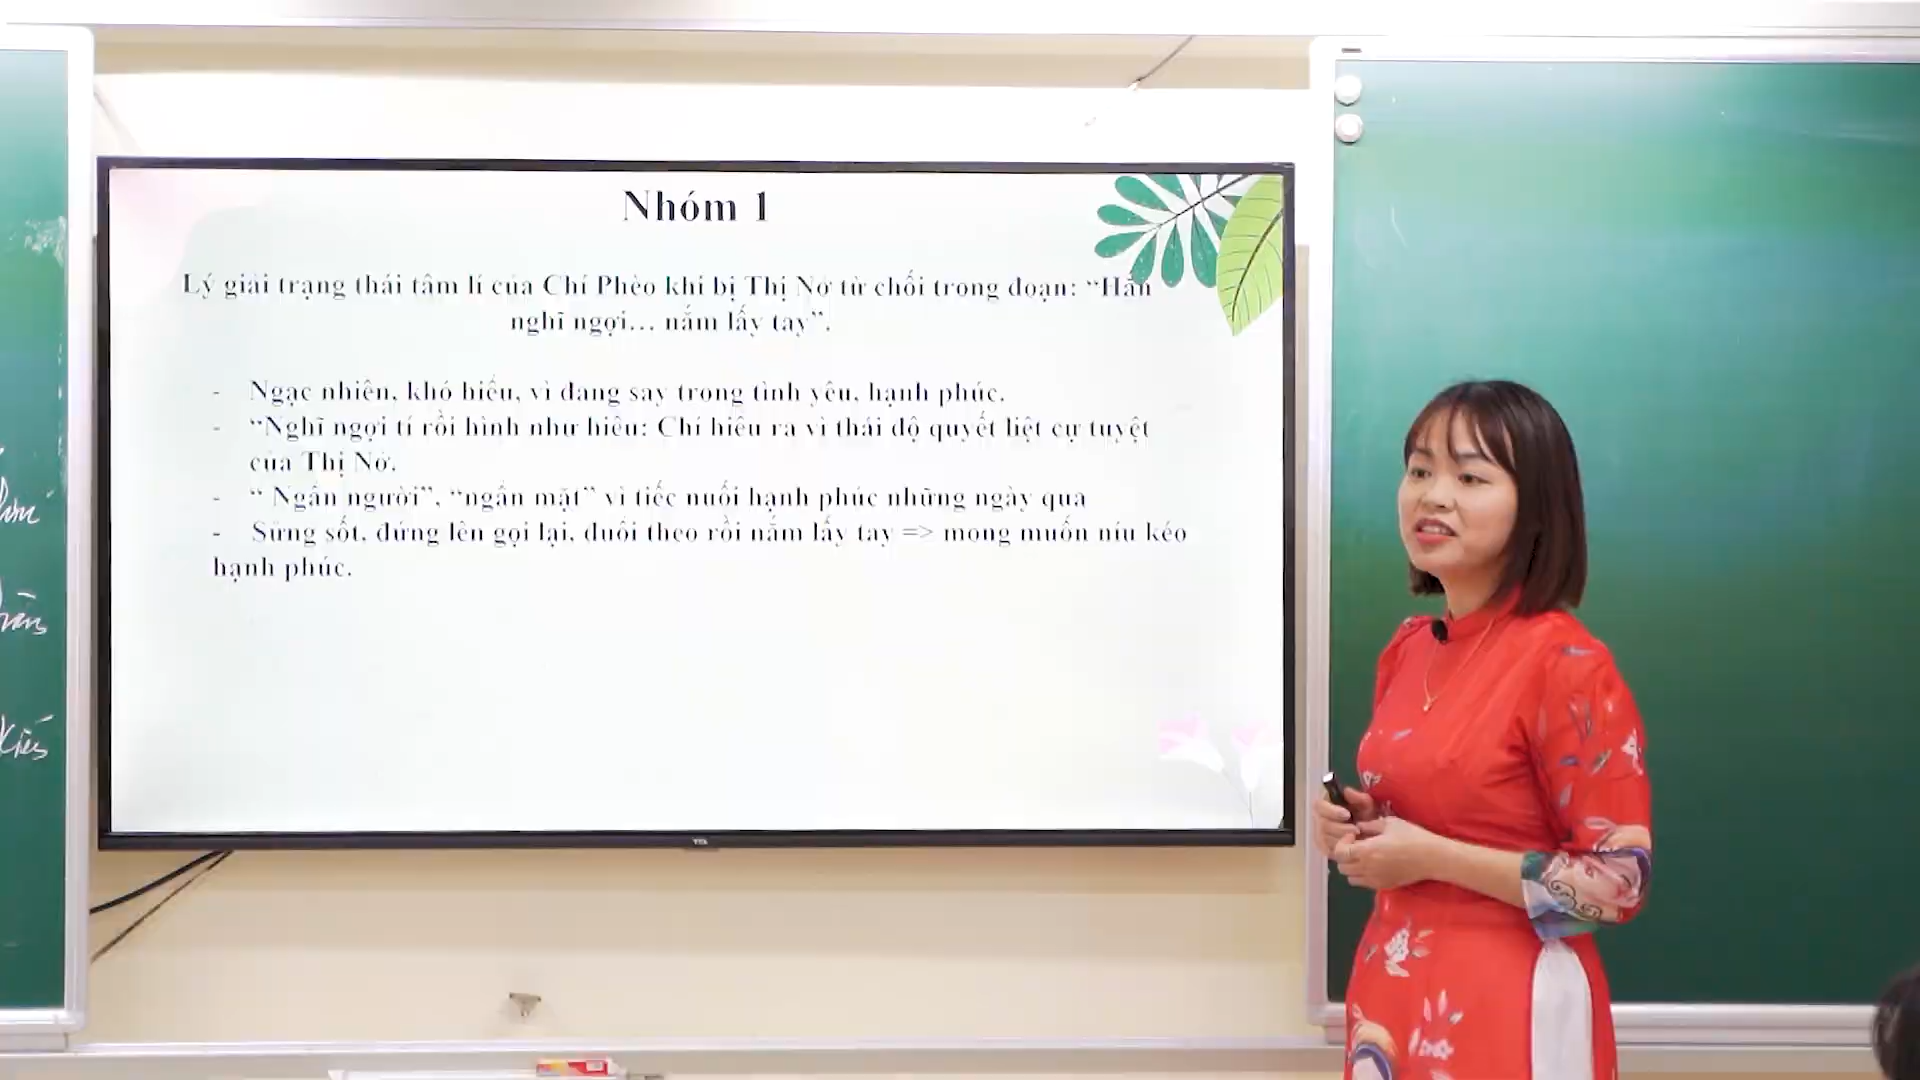 Nhóm 1
Lý giải trạng thái tâm lí của Chí Phèo khi bị Thị Nở từ chối trong đoạn: “Hắn
nghĩ ngợi… nắm lấy tay”.
- Ngạc nhiên, khó hiểu, vì đang say trong tình yêu, hạnh phúc.
- “Nghĩ ngợi tí rồi hình như hiểu: Chí hiểu ra vì thái độ quyết liệt cự tuyệt
của Thị Nở.
- “ Ngẩn người”, “ngẩn mặt” vì tiếc nuối hạnh phúc những ngày qua
- Sửng sốt, đứng lên gọi lại, đuổi theo rồi nắm lấy tay => mong muốn níu kéo
hạnh phúc.